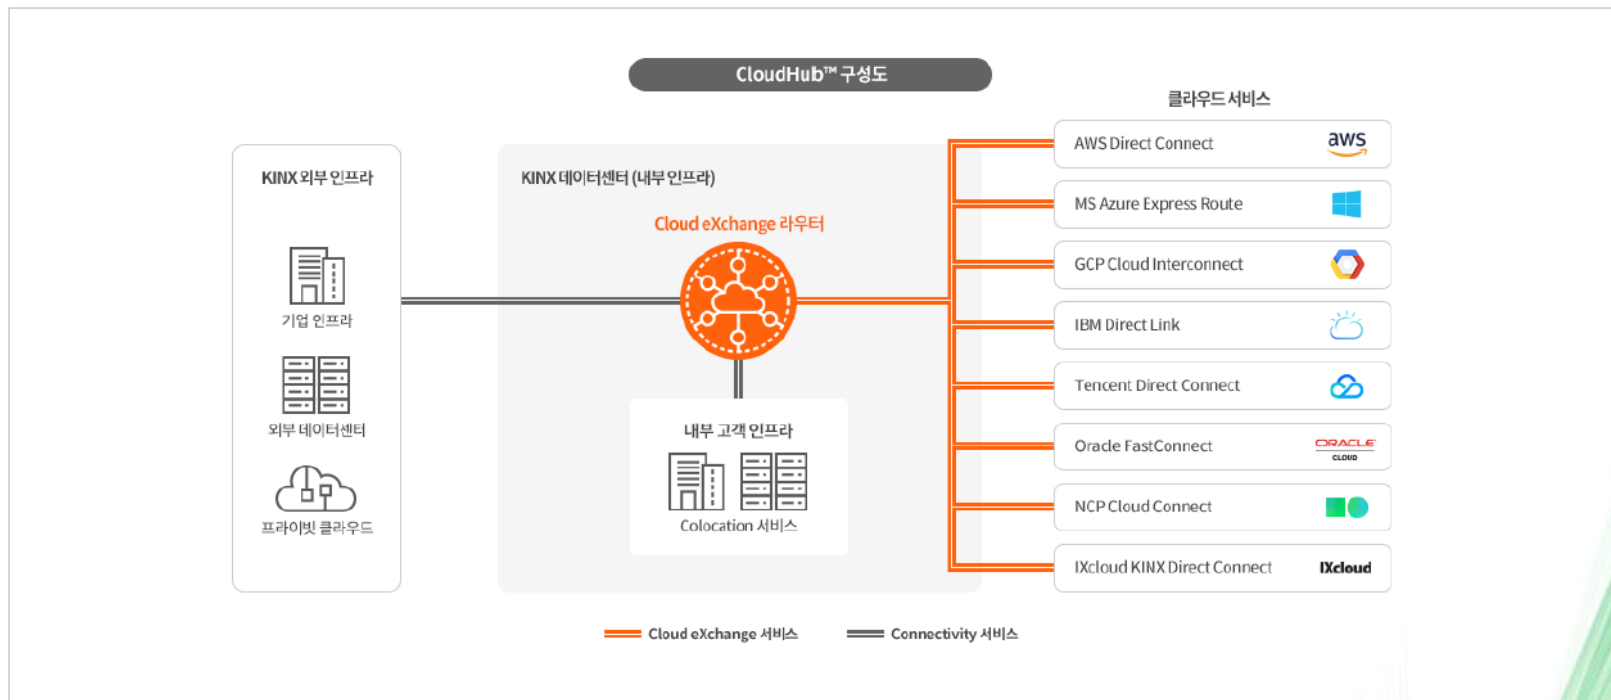 CloudHub™ 구성도
클라우드 서비스
KINX 외부 인프라
기업 인프라
외부 데이터센터
프라이빗 클라우드
KINX 데이터센터 (내부 인프라)
Cloud eXchange 라우터
내부 고객 인프라
Colocation 서비스
AWS Direct Connect
aws
MS Azure Express Route
GCP Cloud Interconnect
IBM Direct Link
Tencent Direct Connect
Oracle FastConnect
ORACLE
CLOUD
NCP Cloud Connect
IXcloud KINX Direct Connect
IXcloud
Cloud eXchange 서비스
Connectivity 서비스